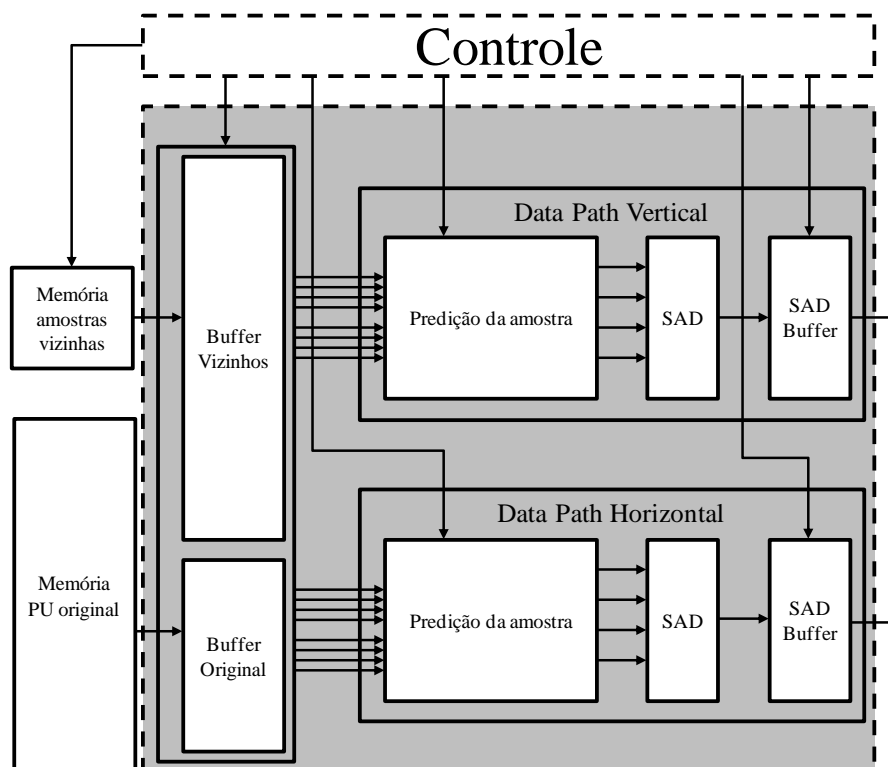 Controle
Data Path Vertical
Memória
amostras
vizinhas
Buffer
Vizinhos
Predição da amostra
SAD
SAD
Buffer
Data Path Horizontal
Memória
PU original
Buffer
Original
Predição da amostra
SAD
SAD
Buffer